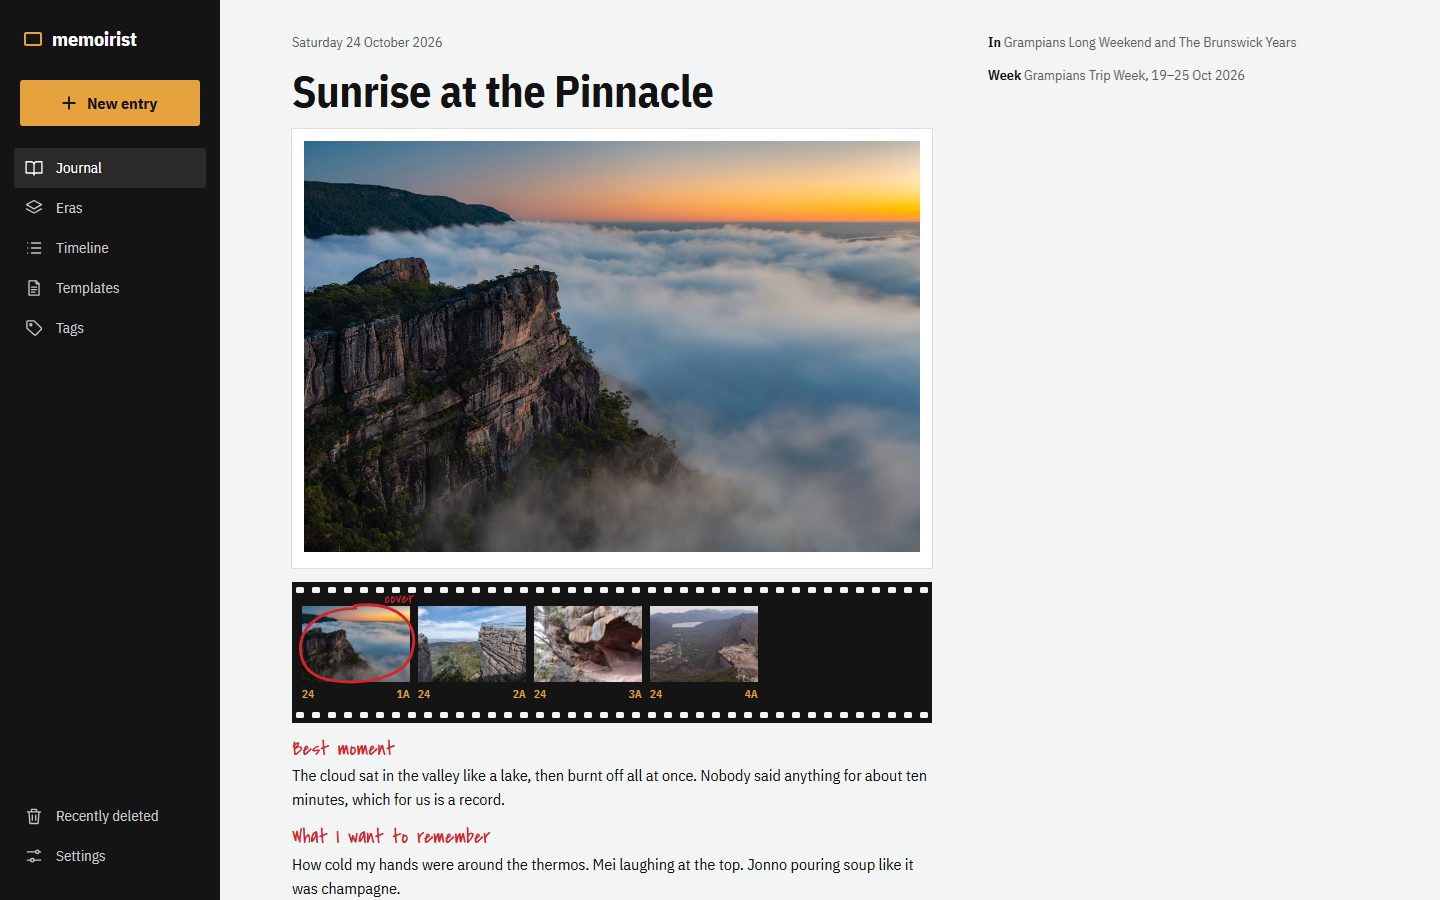 memoirist
New entry
Journal
Eras
Timeline
Templates
Tags
Recently deleted
Settings
Saturday 24 October 2026
Sunrise at the Pinnacle
cover
24 1A 24 2A 24 3A 24 4A
Best moment
The cloud sat in the valley like a lake, then burnt off all at once. Nobody said anything for about ten
minutes, which for us is a record.
What I want to remember
How cold my hands were around the thermos. Mei laughing at the top. Jonno pouring soup like it
was champagne.
In Grampians Long Weekend and The Brunswick Years
Week Grampians Trip Week, 19–25 Oct 2026